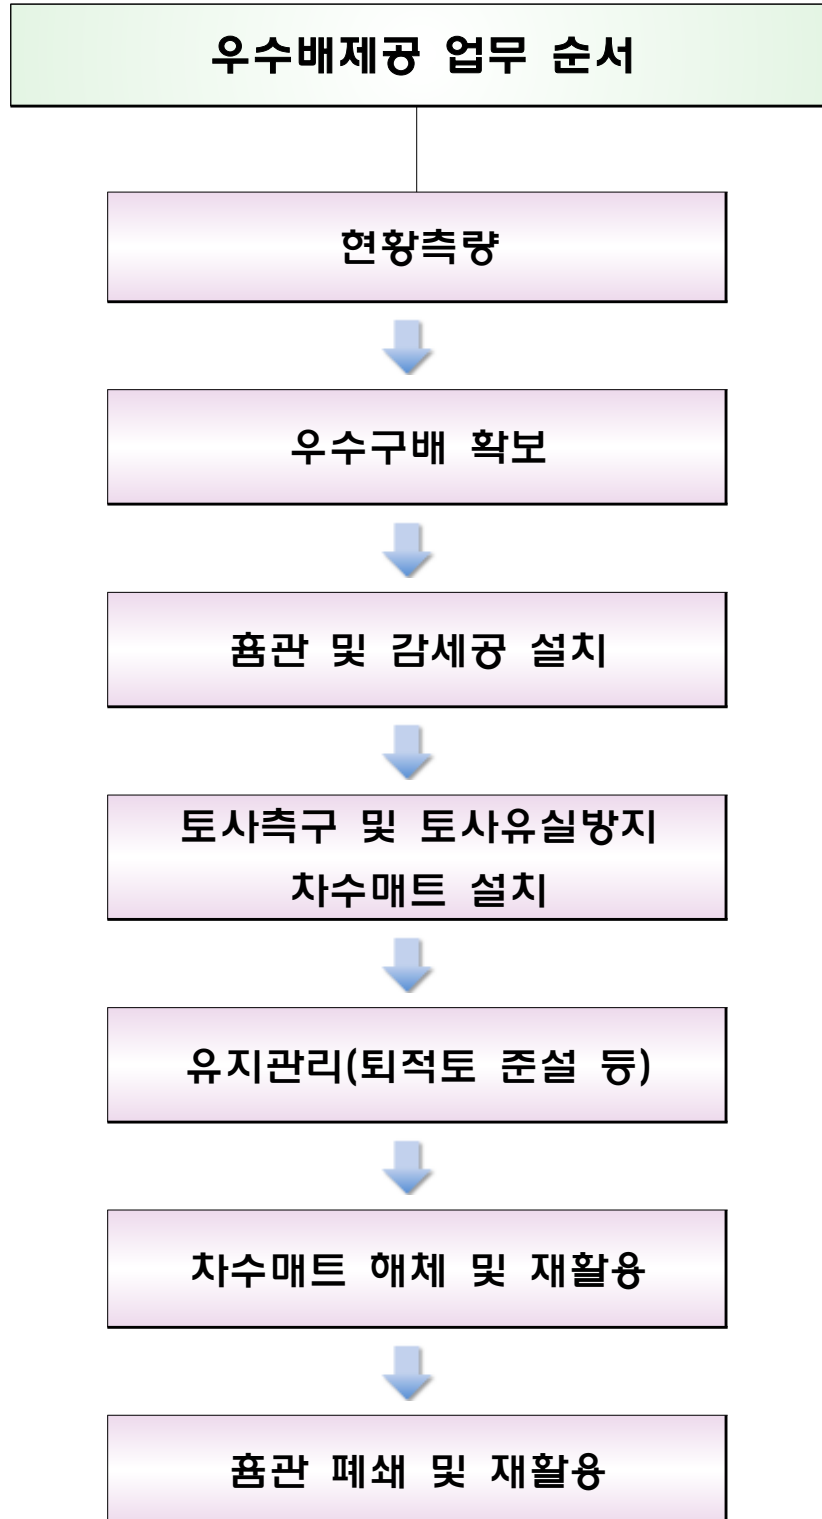 우수배제공 업무 순서
현황측량
우수구배 확보
흄관 및 감세공 설치
토사측구 및 토사유실방지
차수매트 설치
유지관리(퇴적토 준설 등)
차수매트 해체 및 재활용
흄관 폐쇄 및 재활용